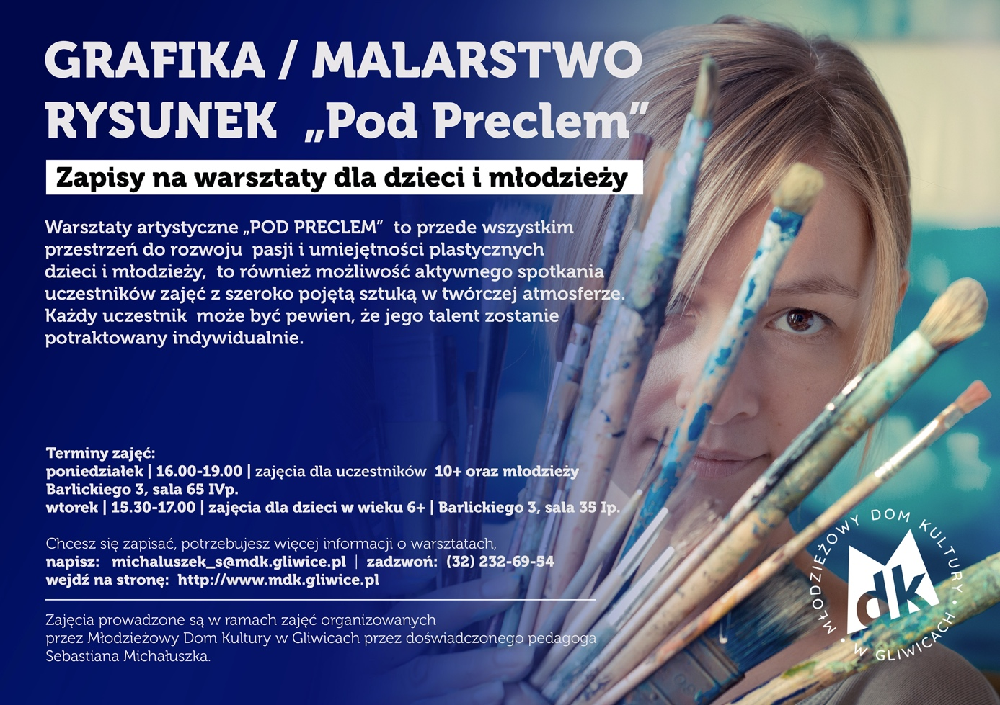 GRAFIKA / MALARSTWO
RYSUNEK „Pod Preclem”
Zapisy na warsztaty dla dzieci i młodzieży
Warsztaty artystyczne „POD PRECLEM” to przede wszystkim
przestrzeń do rozwoju pasji i umiejętności plastycznych
dzieci i młodzieży, to również możliwość aktywnego spotkania
uczestników zajęć z szeroko pojętą sztuką w twórczej atmosferze.
Każdy uczestnik może być pewien, że jego talent zostanie
potraktowany indywidualnie.
Terminy zajęć:
poniedziałek | 16.00-19.00 | zajęcia dla uczestników 10+ oraz młodzieży
Barlickiego 3, sala 65 IVp.
wtorek | 15.30-17.00 | zajęcia dla dzieci w wieku 6+ | Barlickiego 3, sala 35 Ip.
Chcesz się zapisać, potrzebujesz więcej informacji o warsztatach,
napisz: michaluszek_s@mdk.gliwice.pl | zadzwoń: (32) 232-69-54
wejdź na stronę: http://www.mdk.gliwice.pl
Zajęcia prowadzone są w ramach zajęć organizowanych
przez Młodzieżowy Dom Kultury w Gliwicach przez doświadczonego pedagoga
Sebastiana Michałuszka.
MŁODZIEŻOWY DOM KULTURY • W GLIWICACH •
Mdk